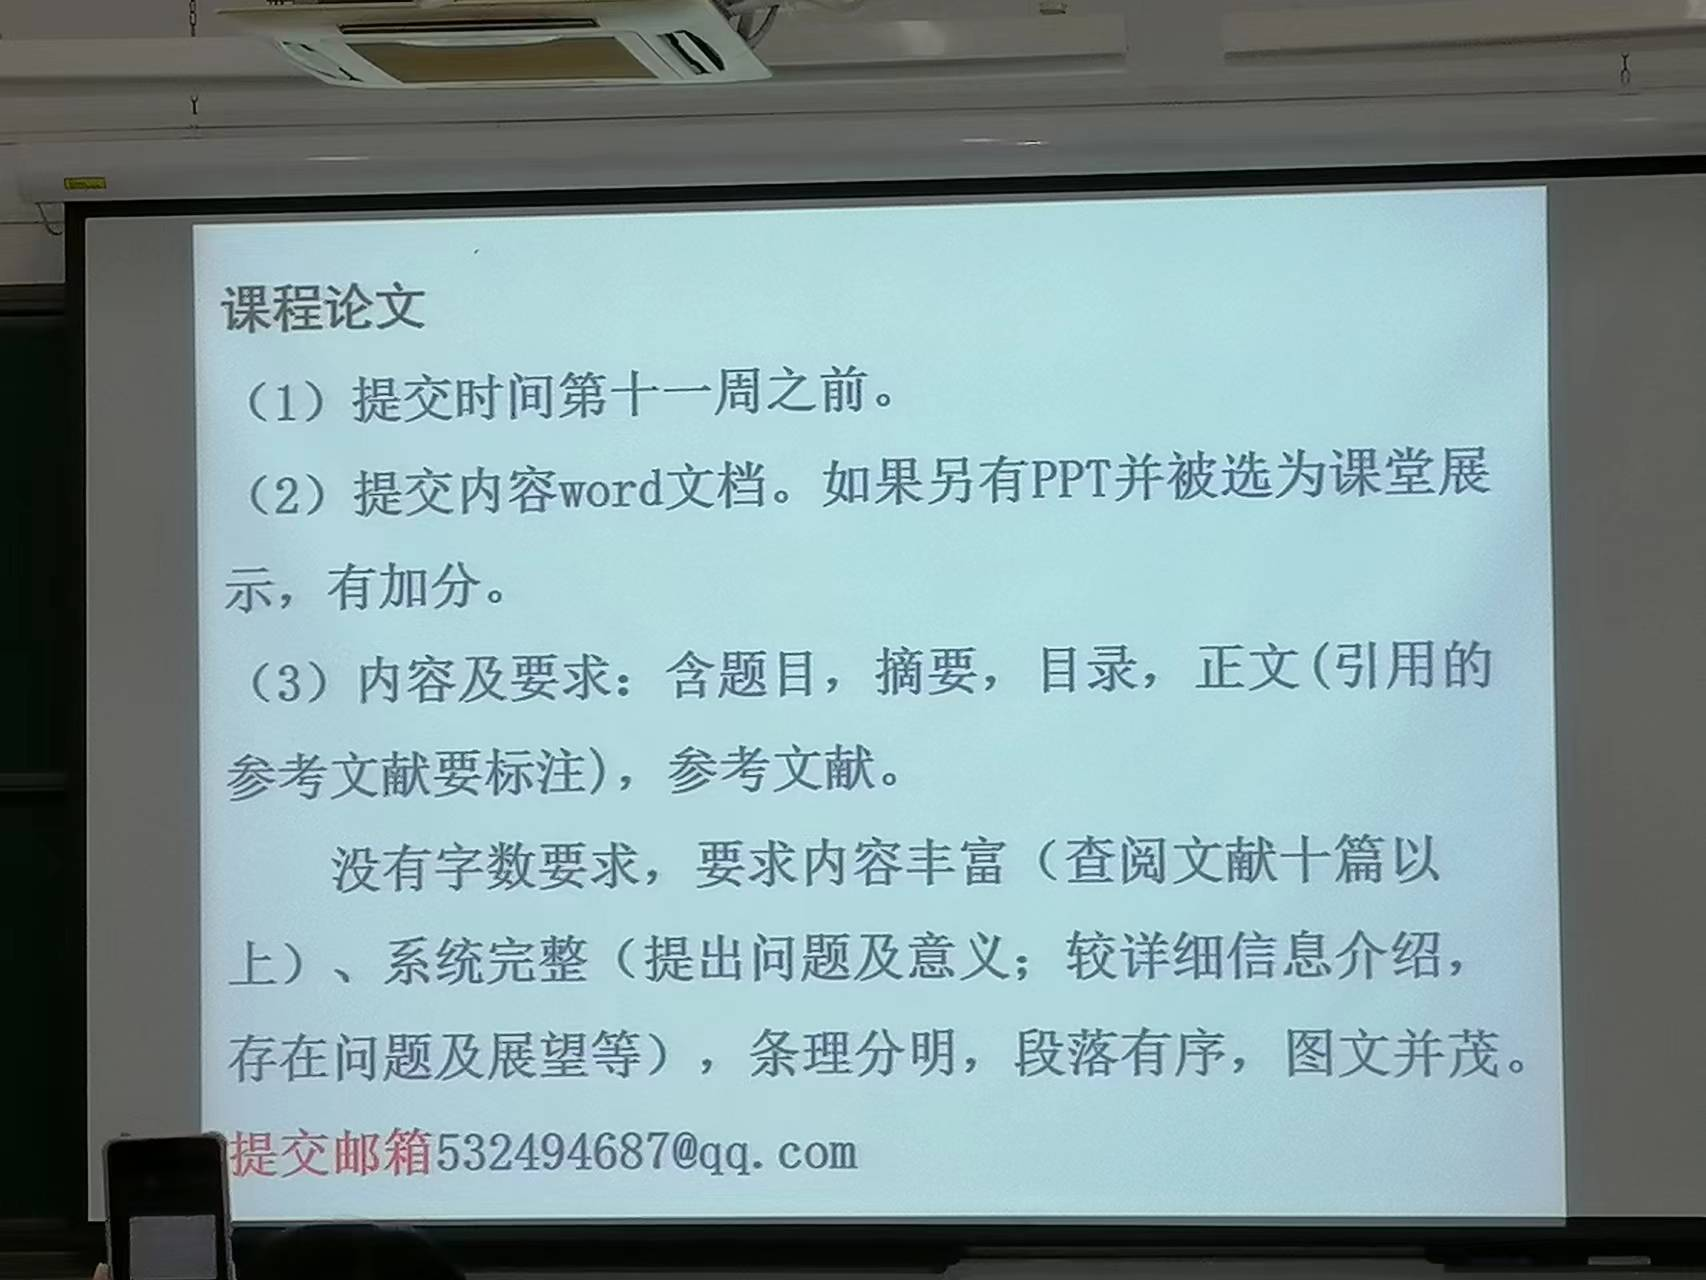 课程论文
（1）提交时间第十一周之前。
（2）提交内容word文档。如果另有PPT并被选为课堂展
示，有加分。
（3）内容及要求：含题目，摘要，目录，正文(引用的
参考文献要标注)，参考文献。
没有字数要求，要求内容丰富（查阅文献十篇以
上）、系统完整（提出问题及意义；较详细信息介绍，
存在问题及展望等），条理分明，段落有序，图文并茂。
提交邮箱532494687@qq.com